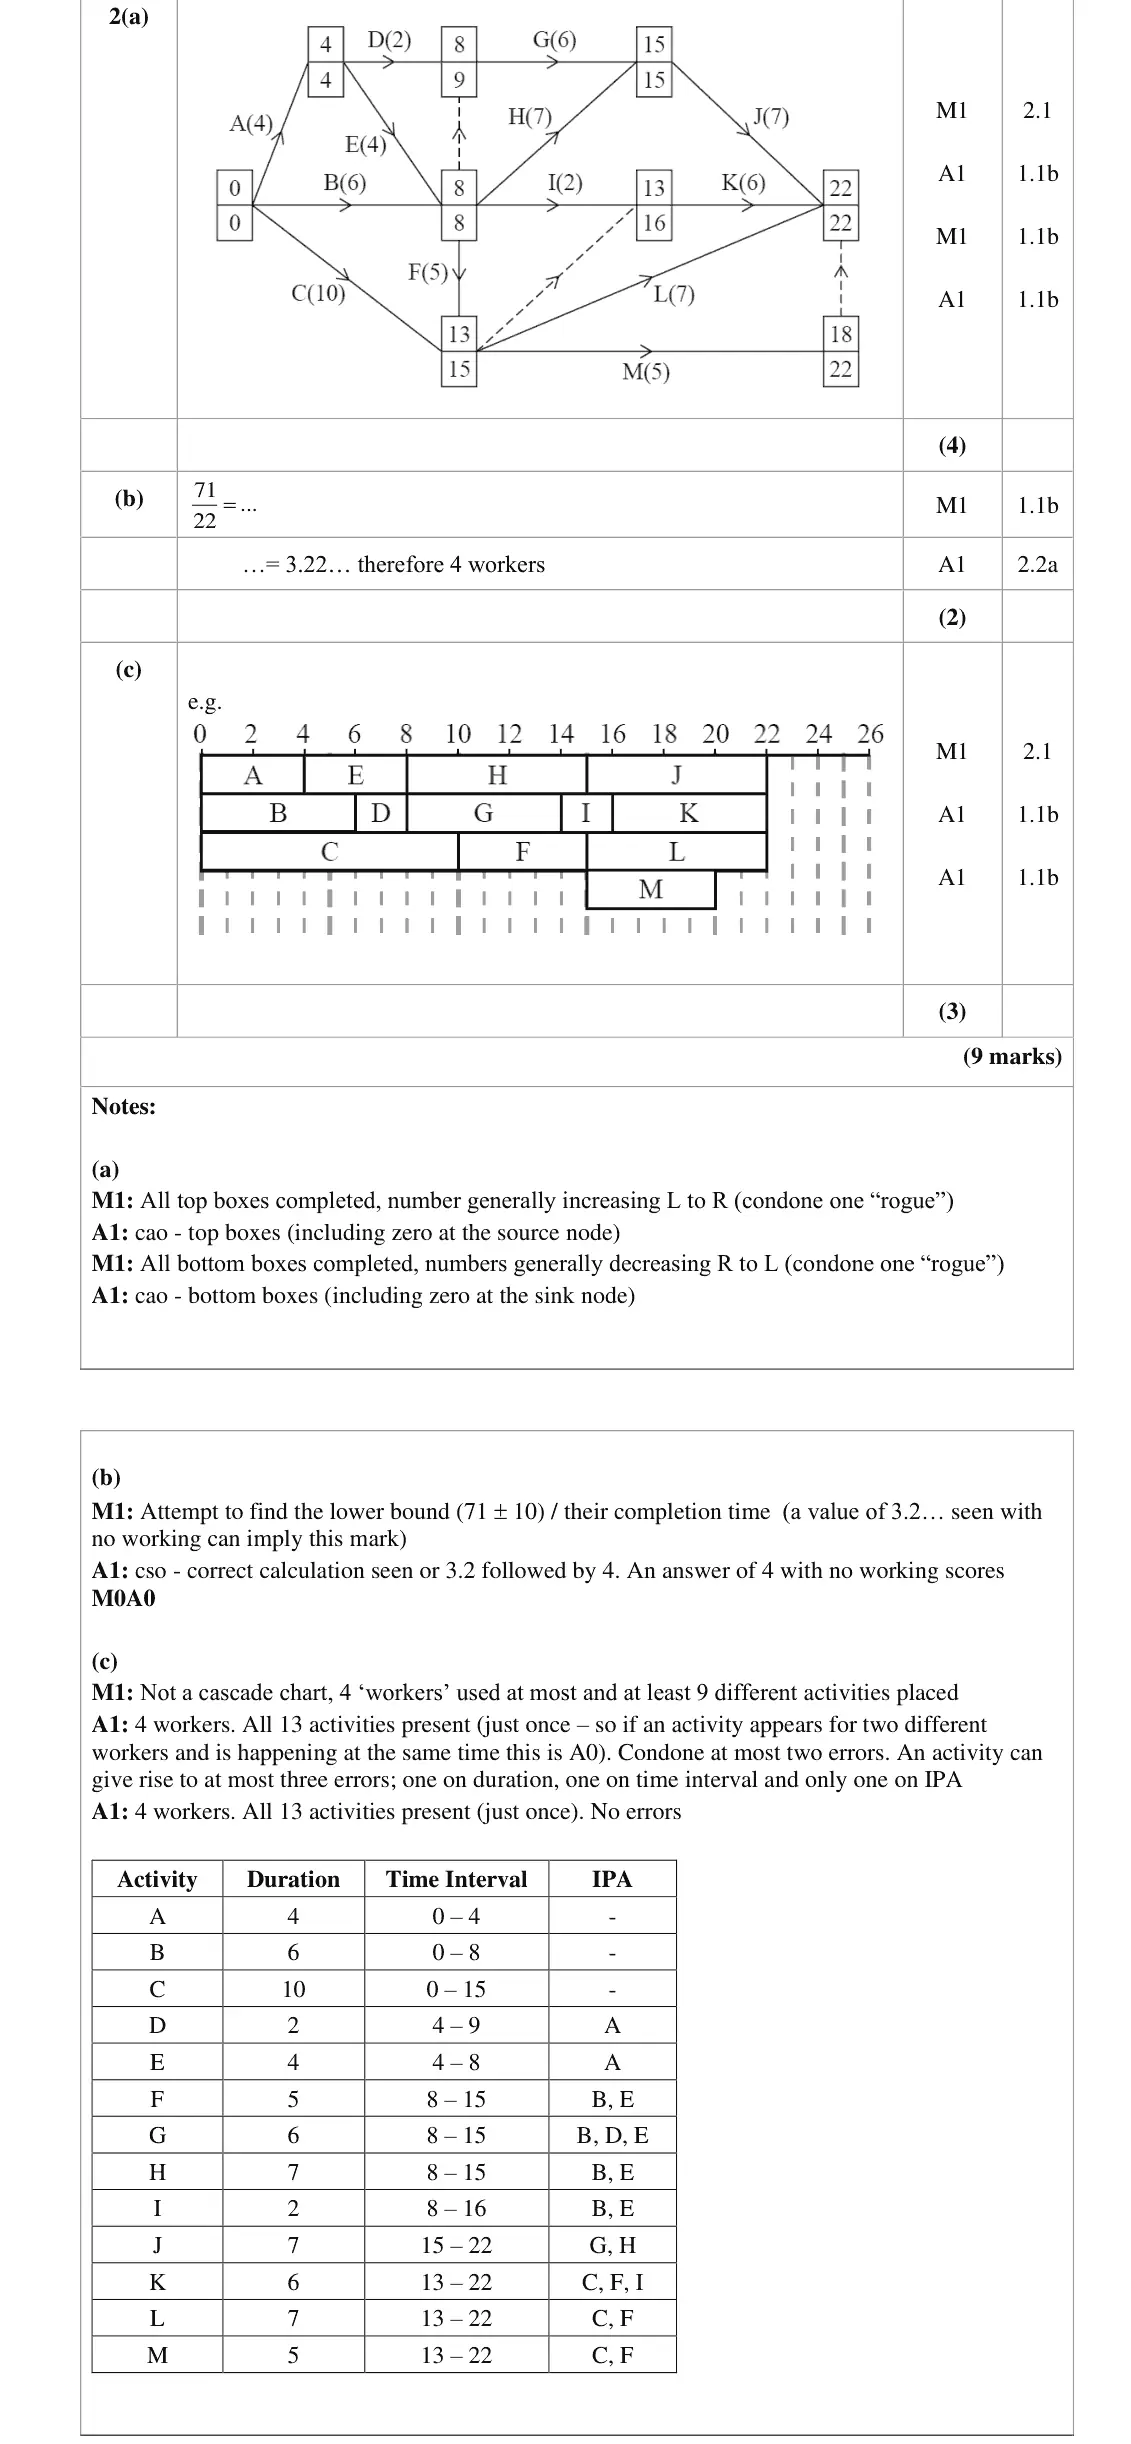 2(a)
4 D(2) 8 G(6) 15
4 9 15
M1 2.1
A(4) H(7) J(7)
E(4)
0 B(6) 8 I(2) 13 K(6) 22 A1 1.1b
0 8 16 22
M1 1.1b
F(5)
C(10) L(7) A1 1.1b
13 18
15 M(5) 22
(4)
(b) 71/22 = ... M1 1.1b
…= 3.22… therefore 4 workers A1 2.2a
(2)
(c)
e.g.
0 2 4 6 8 10 12 14 16 18 20 22 24 26
M1 2.1
A E H J
B D G I K A1 1.1b
C F L
M A1 1.1b
(3)
(9 marks)
Notes:
(a)
M1: All top boxes completed, number generally increasing L to R (condone one “rogue”)
A1: cao - top boxes (including zero at the source node)
M1: All bottom boxes completed, numbers generally decreasing R to L (condone one “rogue”)
A1: cao - bottom boxes (including zero at the sink node)
(b)
M1: Attempt to find the lower bound (71 ± 10) / their completion time (a value of 3.2… seen with
no working can imply this mark)
A1: cso - correct calculation seen or 3.2 followed by 4. An answer of 4 with no working scores
M0A0
(c)
M1: Not a cascade chart, 4 ‘workers’ used at most and at least 9 different activities placed
A1: 4 workers. All 13 activities present (just once – so if an activity appears for two different
workers and is happening at the same time this is A0). Condone at most two errors. An activity can
give rise to at most three errors; one on duration, one on time interval and only one on IPA
A1: 4 workers. All 13 activities present (just once). No errors
Activity Duration Time Interval IPA
A 4 0 – 4 -
B 6 0 – 8 -
C 10 0 – 15 -
D 2 4 – 9 A
E 4 4 – 8 A
F 5 8 – 15 B, E
G 6 8 – 15 B, D, E
H 7 8 – 15 B, E
I 2 8 – 16 B, E
J 7 15 – 22 G, H
K 6 13 – 22 C, F, I
L 7 13 – 22 C, F
M 5 13 – 22 C, F